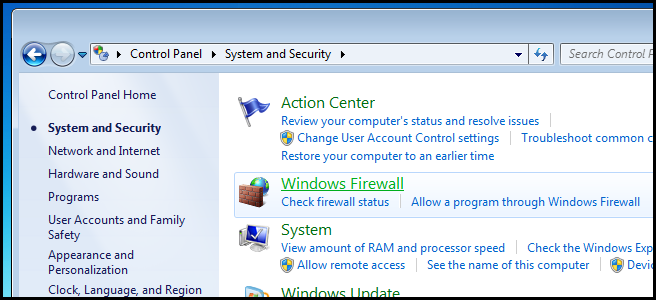 Control Panel System and Security Search Control P
Control Panel Home
System and Security
Network and Internet
Hardware and Sound
Programs
User Accounts and Family
Safety
Appearance and
Personalization
Clock, Language, and Region
Action Center
Review your computer's status and resolve issues
Change User Account Control settings Troubleshoot common c
Restore your computer to an earlier time
Windows Firewall
Check firewall status Allow a program through Windows Firewall
System
View amount of RAM and processor speed Check the Windows Exp
Allow remote access See the name of this computer Devic
Windows Update